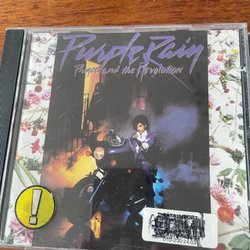 Purple Rain
Prince and the Revolution
!